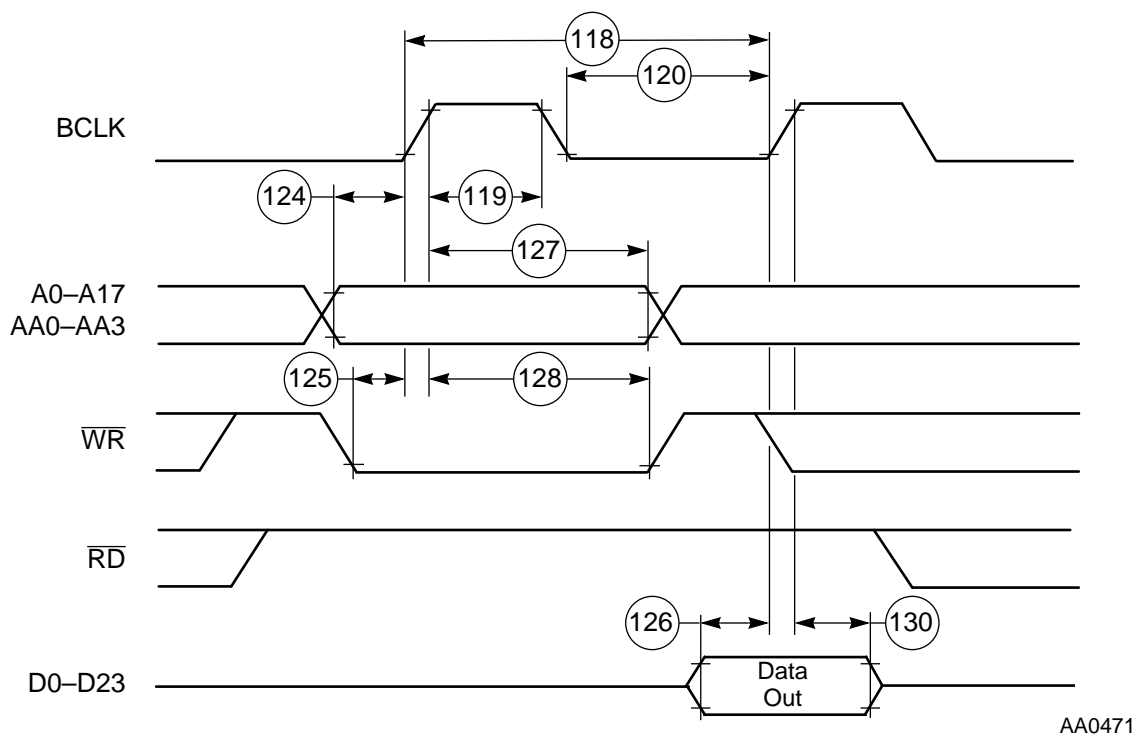 118
120
BCLK
124
119
127
A0–A17
AA0–AA3
125
128
WR
RD
126
130
D0–D23
Data
Out
AA0471